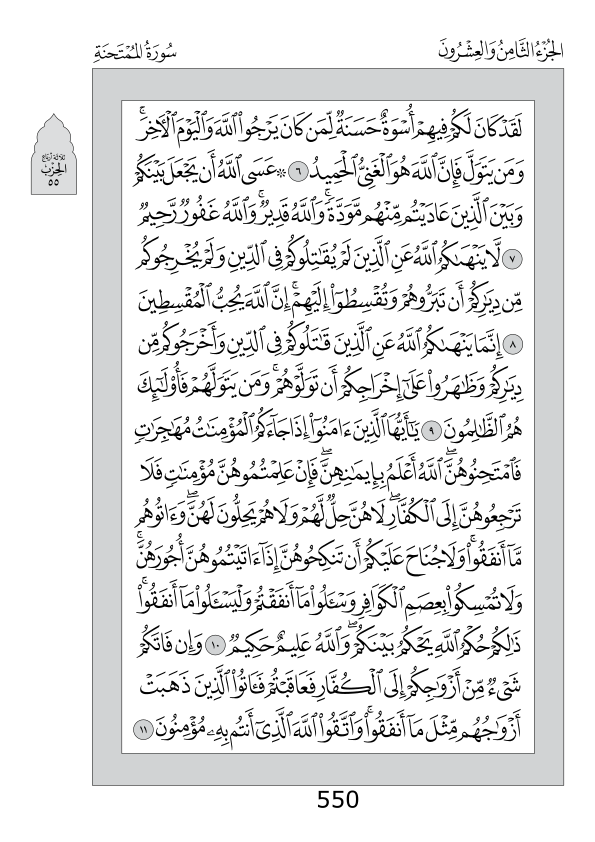 الجُزْءُ الثَّامِنُ وَالعِشْرُونَ
سُورَةُ المُمْتَحنَةِ
ثلاثة أرباع
الحِزْب
٥٥
لَقَدۡ كَانَ لَكُمۡ فِيهِمۡ أُسۡوَةٌ حَسَنَةٞ لِّمَن كَانَ يَرۡجُواْ ٱللَّهَ وَٱلۡيَوۡمَ ٱلۡأٓخِرَۚ
وَمَن يَتَوَلَّ فَإِنَّ ٱللَّهَ هُوَ ٱلۡغَنِيُّ ٱلۡحَمِيدُ ٦ ۞ عَسَى ٱللَّهُ أَن يَجۡعَلَ بَيۡنَكُمۡ
وَبَيۡنَ ٱلَّذِينَ عَادَيۡتُم مِّنۡهُم مَّوَدَّةٗۚ وَٱللَّهُ قَدِيرٞۚ وَٱللَّهُ غَفُورٞ رَّحِيمٞ
٧ لَّا يَنۡهَىٰكُمُ ٱللَّهُ عَنِ ٱلَّذِينَ لَمۡ يُقَٰتِلُوكُمۡ فِي ٱلدِّينِ وَلَمۡ يُخۡرِجُوكُم
مِّن دِيَٰرِكُمۡ أَن تَبَرُّوهُمۡ وَتُقۡسِطُوٓاْ إِلَيۡهِمۡۚ إِنَّ ٱللَّهَ يُحِبُّ ٱلۡمُقۡسِطِينَ
٨ إِنَّمَا يَنۡهَىٰكُمُ ٱللَّهُ عَنِ ٱلَّذِينَ قَٰتَلُوكُمۡ فِي ٱلدِّينِ وَأَخۡرَجُوكُم مِّن
دِيَٰرِكُمۡ وَظَٰهَرُواْ عَلَىٰٓ إِخۡرَاجِكُمۡ أَن تَوَلَّوۡهُمۡۚ وَمَن يَتَوَلَّهُمۡ فَأُوْلَٰٓئِكَ
هُمُ ٱلظَّٰلِمُونَ ٩ يَٰٓأَيُّهَا ٱلَّذِينَ ءَامَنُوٓاْ إِذَا جَآءَكُمُ ٱلۡمُؤۡمِنَٰتُ مُهَٰجِرَٰتٖ
فَٱمۡتَحِنُوهُنَّۖ ٱللَّهُ أَعۡلَمُ بِإِيمَٰنِهِنَّۖ فَإِنۡ عَلِمۡتُمُوهُنَّ مُؤۡمِنَٰتٖ فَلَا
تَرۡجِعُوهُنَّ إِلَى ٱلۡكُفَّارِۖ لَا هُنَّ حِلّٞ لَّهُمۡ وَلَا هُمۡ يَحِلُّونَ لَهُنَّۖ وَءَاتُوهُم
مَّآ أَنفَقُواْۚ وَلَا جُنَاحَ عَلَيۡكُمۡ أَن تَنكِحُوهُنَّ إِذَآ ءَاتَيۡتُمُوهُنَّ أُجُورَهُنَّۚ
وَلَا تُمۡسِكُواْ بِعِصَمِ ٱلۡكَوَافِرِ وَسۡـَٔلُواْ مَآ أَنفَقۡتُمۡ وَلۡيَسۡـَٔلُواْ مَآ أَنفَقُواْۚ
ذَٰلِكُمۡ حُكۡمُ ٱللَّهِ يَحۡكُمُ بَيۡنَكُمۡۖ وَٱللَّهُ عَلِيمٌ حَكِيمٞ ١٠ وَإِن فَاتَكُمۡ
شَيۡءٞ مِّنۡ أَزۡوَٰجِكُمۡ إِلَى ٱلۡكُفَّارِ فَعَاقَبۡتُمۡ فَـَٔاتُواْ ٱلَّذِينَ ذَهَبَتۡ
أَزۡوَٰجُهُم مِّثۡلَ مَآ أَنفَقُواْۚ وَٱتَّقُواْ ٱللَّهَ ٱلَّذِيٓ أَنتُم بِهِۦ مُؤۡمِنُونَ ١١
550